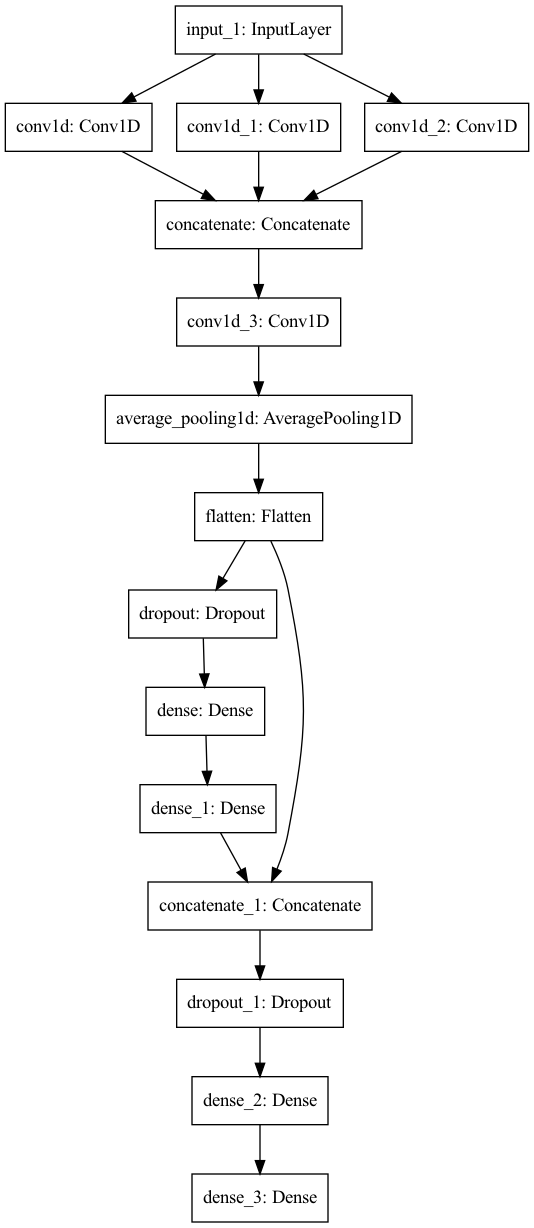 input_1: InputLayer
conv1d: Conv1D
conv1d_1: Conv1D
conv1d_2: Conv1D
concatenate: Concatenate
conv1d_3: Conv1D
average_pooling1d: AveragePooling1D
flatten: Flatten
dropout: Dropout
dense: Dense
dense_1: Dense
concatenate_1: Concatenate
dropout_1: Dropout
dense_2: Dense
dense_3: Dense